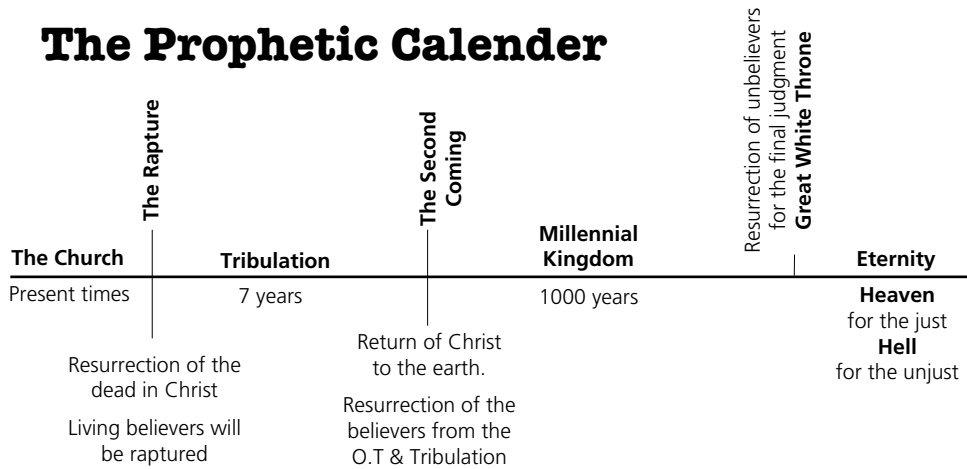 The Prophetic Calender
The Rapture
The Second
Coming
Resurrection of unbelievers
for the final judgment
Great White Throne
The Church
Tribulation
Millennial
Kingdom
Eternity
Present times
7 years
1000 years
Heaven
for the just
Hell
for the unjust
Resurrection of the
dead in Christ
Living believers will
be raptured
Return of Christ
to the earth.
Resurrection of the
believers from the
O.T & Tribulation